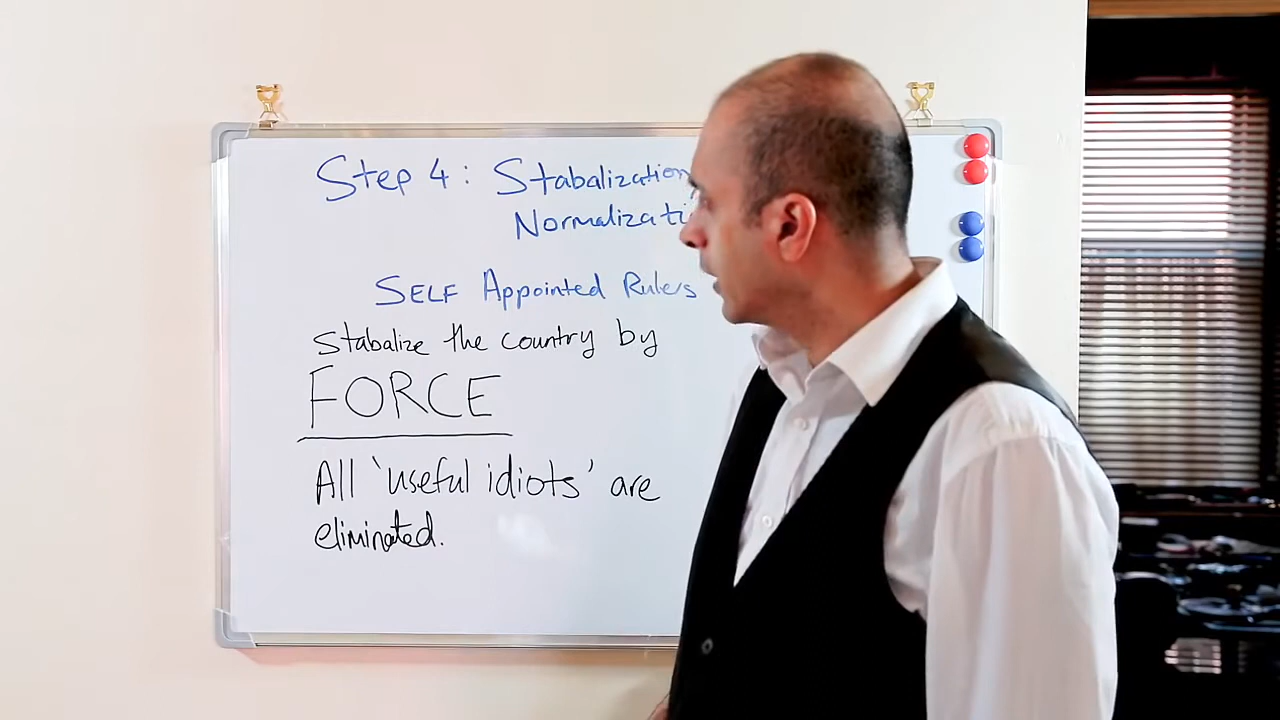 Step 4: Stabalization,
Normalizati
SELF Appointed Rulers
stabalize the country by
FORCE
All 'useful idiots' are
eliminated.